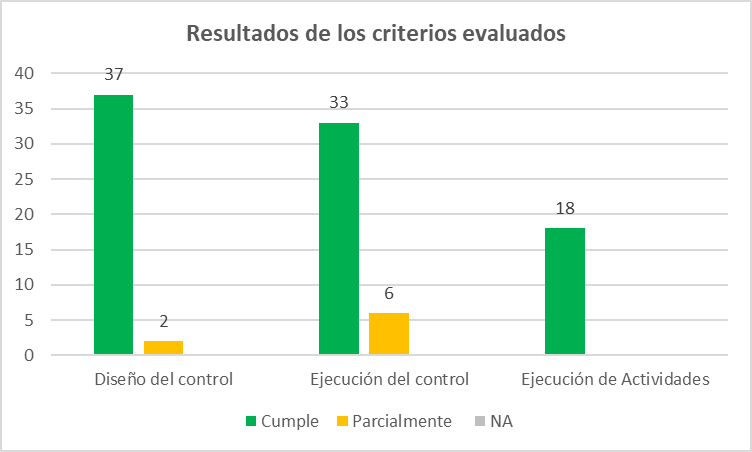 Resultados de los criterios evaluados
40
35
30
25
20
15
10
5
0
37
2
33
6
18
Diseño del control
Ejecución del control
Ejecución de Actividades
Cumple
Parcialmente
NA